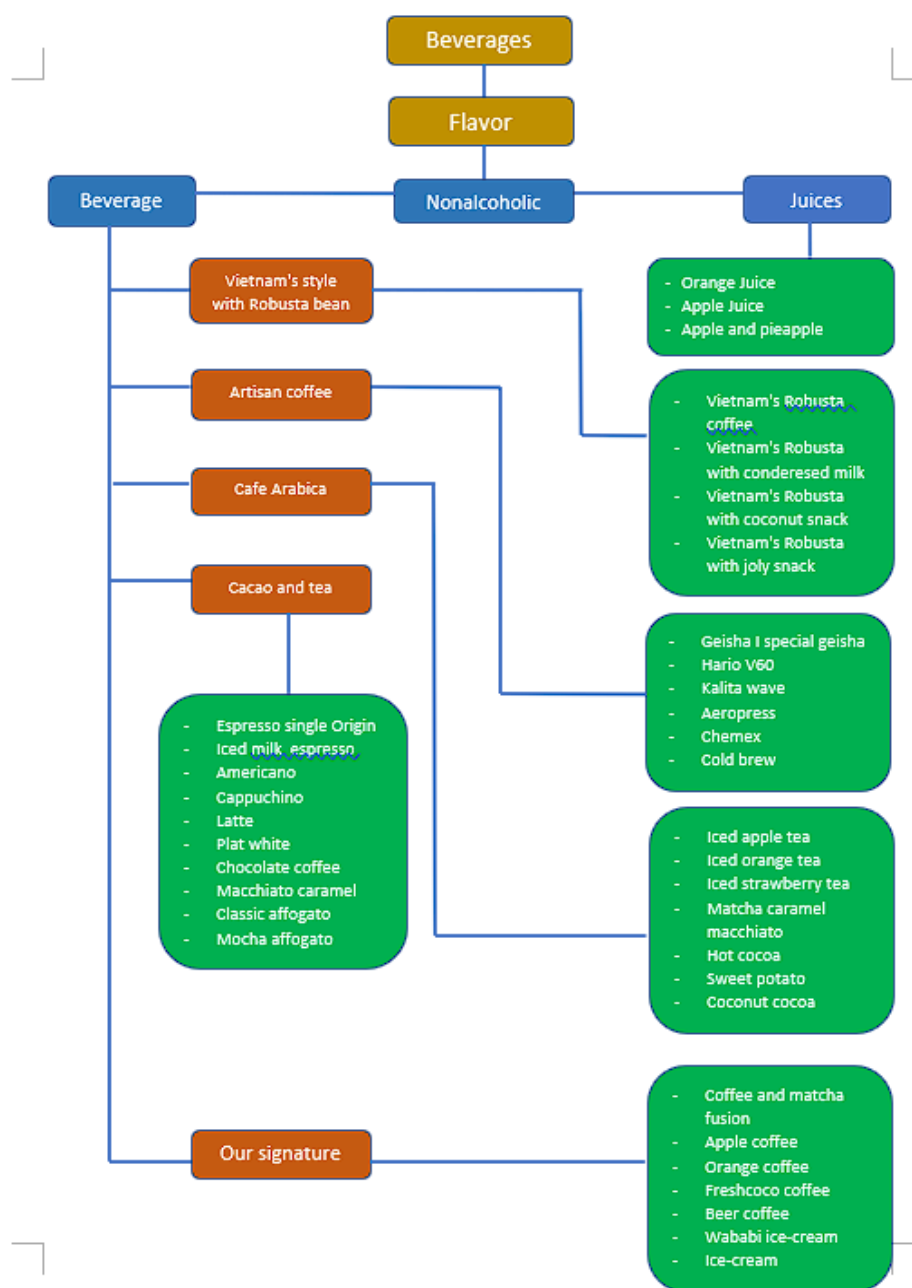 Beverages
Flavor
Beverage
Nonalcoholic
Juices
Vietnam's style
with Robusta bean
- Orange Juice
- Apple Juice
- Apple and pieapple
Artisan coffee
- Vietnam's Robusta
coffee
- Vietnam's Robusta
with conderesed milk
- Vietnam's Robusta
with coconut snack
- Vietnam's Robusta
with joly snack
Cafe Arabica
Cacao and tea
- Geisha I special geisha
- Hario V60
- Kalita wave
- Aeropress
- Chemex
- Cold brew
- Espresso single Origin
- Iced milk espresso
- Americano
- Cappuchino
- Latte
- Plat white
- Chocolate coffee
- Macchiato caramel
- Classic affogato
- Mocha affogato
- Iced apple tea
- Iced orange tea
- Iced strawberry tea
- Matcha caramel
macchiato
- Hot cocoa
- Sweet potato
- Coconut cocoa
Our signature
- Coffee and matcha
fusion
- Apple coffee
- Orange coffee
- Freshcoco coffee
- Beer coffee
- Wababi ice-cream
- Ice-cream